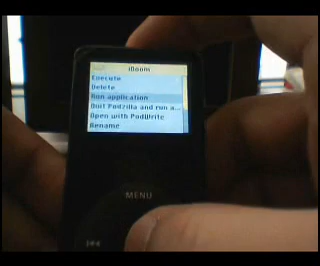 iDoom
Execute
Delete
Run application
Quit Podzilla and run a...
Open with PodWrite
Rename
MENU